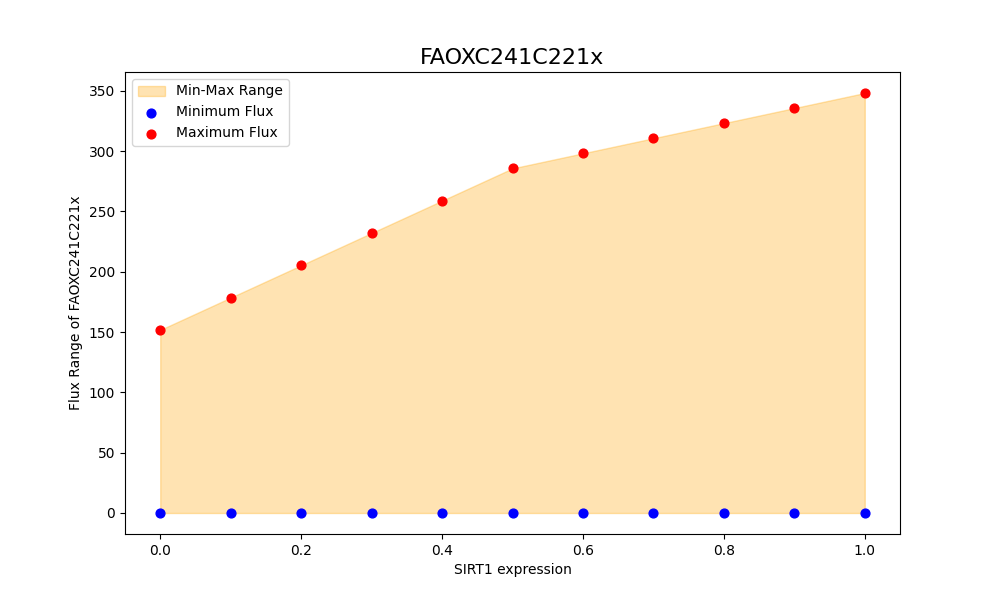 FAOXC241C221x
Min-Max Range
Minimum Flux
Maximum Flux
Flux Range of FAOXC241C221x
350
300
250
200
150
100
50
0
0.0 0.2 0.4 0.6 0.8 1.0
SIRT1 expression